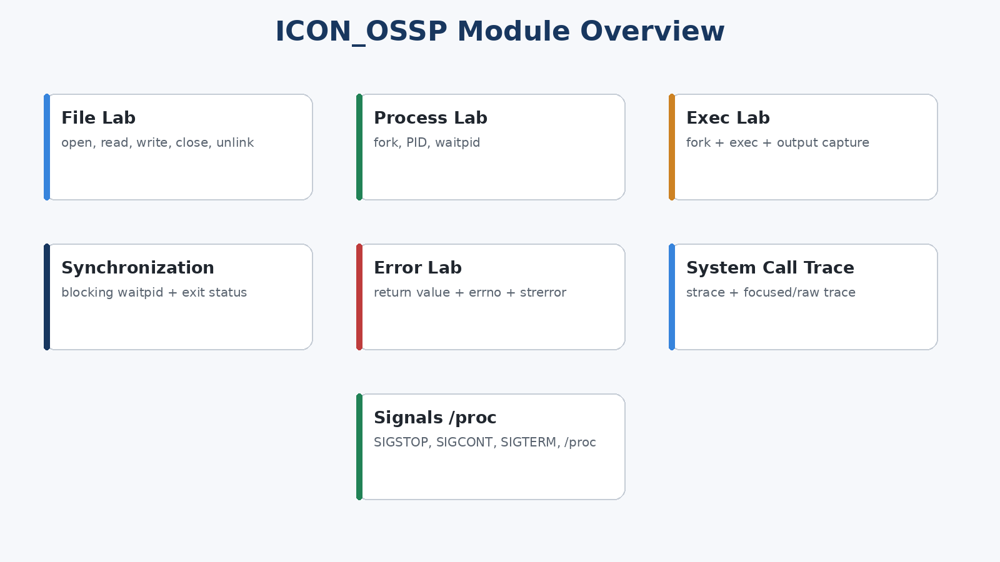 ICON_OSSP Module Overview
File Lab
open, read, write, close, unlink
Process Lab
fork, PID, waitpid
Exec Lab
fork + exec + output capture
Synchronization
blocking waitpid + exit status
Error Lab
return value + errno + strerror
System Call Trace
strace + focused/raw trace
Signals /proc
SIGSTOP, SIGCONT, SIGTERM, /proc